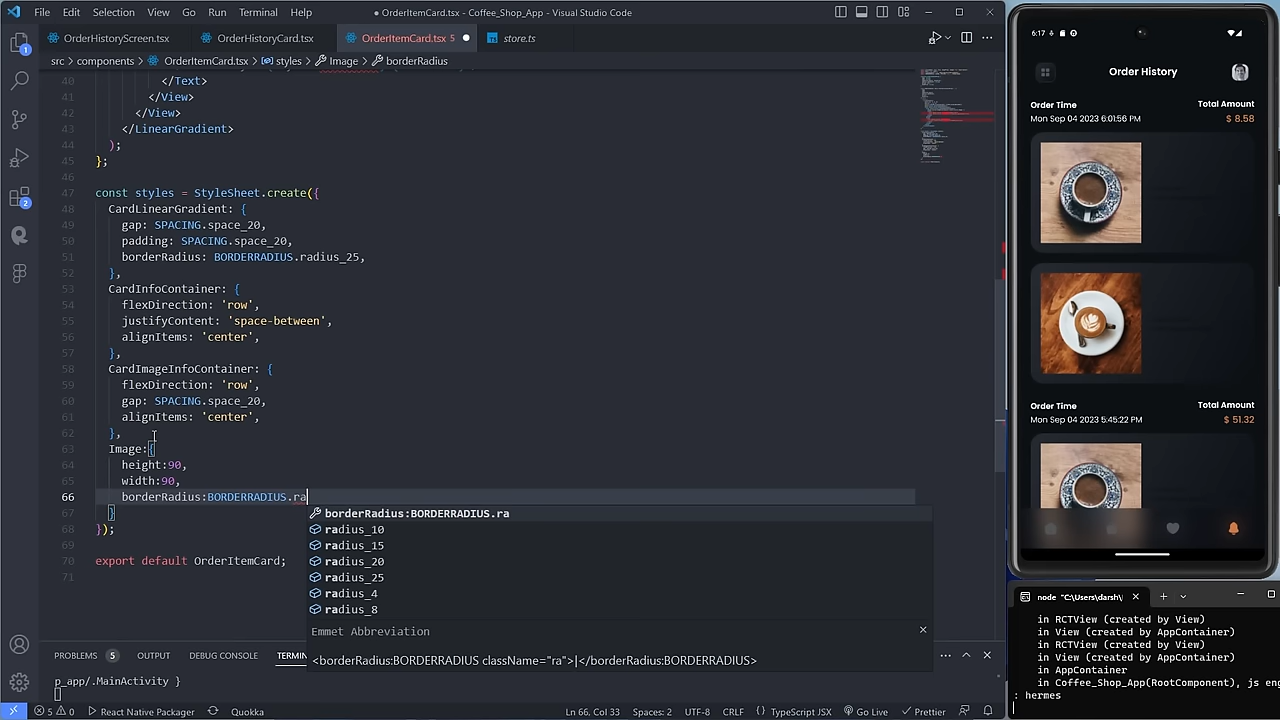 File Edit Selection View Go Run Terminal Help
● OrderItemCard.tsx - Coffee_Shop_App - Visual Studio Code
OrderHistoryScreen.tsx OrderHistoryCard.tsx OrderItemCard.tsx 5 ● store.ts
src > components > OrderItemCard.tsx > styles > Image > borderRadius
40
41 </Text>
42 </View>
43 </View>
</LinearGradient>
44 );
45 };
46
47 const styles = StyleSheet.create({
48 CardLinearGradient: {
49 gap: SPACING.space_20,
50 padding: SPACING.space_20,
51 borderRadius: BORDERRADIUS.radius_25,
52 },
53 CardInfoContainer: {
54 flexDirection: 'row',
55 justifyContent: 'space-between',
56 alignItems: 'center',
57 },
58 CardImageInfoContainer: {
59 flexDirection: 'row',
60 gap: SPACING.space_20,
61 alignItems: 'center',
62 },
63 Image:{
64 height:90,
65 width:90,
66 borderRadius:BORDERRADIUS.ra
67 }
68 });
69
70 export default OrderItemCard;
71
borderRadius:BORDERRADIUS.ra
radius_10
radius_15
radius_20
radius_25
radius_4
radius_8
Emmet Abbreviation
<borderRadius:BORDERRADIUS className="ra">|</borderRadius:BORDERRADIUS>
PROBLEMS 5 OUTPUT DEBUG CONSOLE TERMIN
p_app/.MainActivity }
5 0 React Native Packager Quokka Ln 66, Col 33 Spaces: 2 UTF-8 CRLF {} TypeScript JSX Go Live Prettier
1
2
6:17
Order History
Order Time Total Amount
Mon Sep 04 2023 6:01:56 PM $ 8.58
Order Time Total Amount
Mon Sep 04 2023 5:45:22 PM $ 51.32
node "C:\Users\darsh\
in RCTView (created by View)
in View (created by AppContainer)
in RCTView (created by View)
in View (created by AppContainer)
in AppContainer
in Coffee_Shop_App(RootComponent), js eng
: hermes